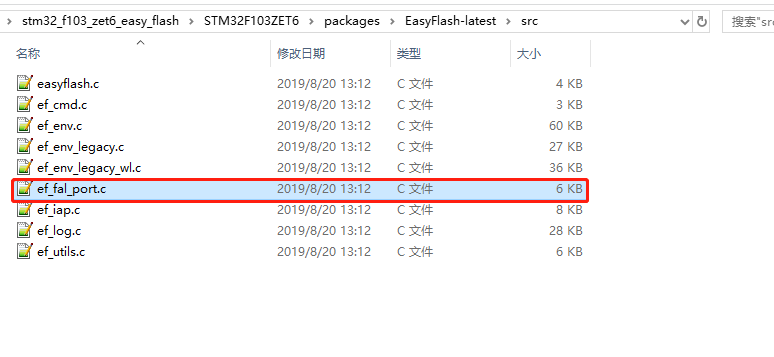 stm32_f103_zet6_easy_flash > STM32F103ZET6 > packages > EasyFlash-latest > src 搜索"src
名称 修改日期 类型 大小
easyflash.c 2019/8/20 13:12 C 文件 4 KB
ef_cmd.c 2019/8/20 13:12 C 文件 3 KB
ef_env.c 2019/8/20 13:12 C 文件 60 KB
ef_env_legacy.c 2019/8/20 13:12 C 文件 27 KB
ef_env_legacy_wl.c 2019/8/20 13:12 C 文件 36 KB
ef_fal_port.c 2019/8/20 13:12 C 文件 6 KB
ef_iap.c 2019/8/20 13:12 C 文件 8 KB
ef_log.c 2019/8/20 13:12 C 文件 28 KB
ef_utils.c 2019/8/20 13:12 C 文件 6 KB